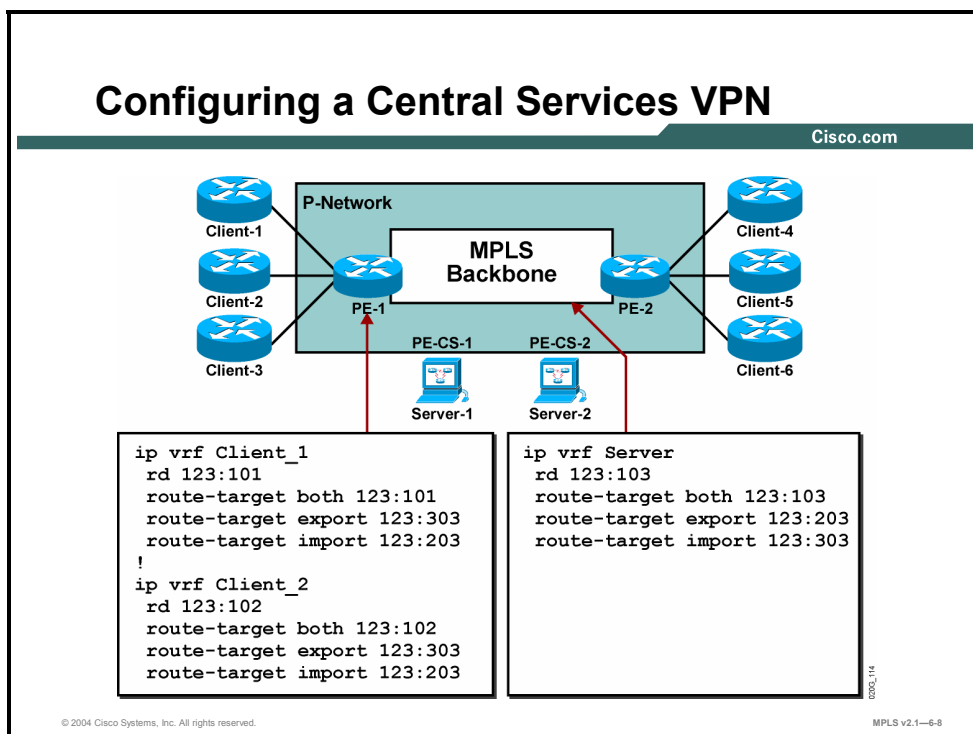 Configuring a Central Services VPN
Cisco.com
P-Network
Client-1
Client-2
Client-3
MPLS
Backbone
PE-1
PE-2
Client-4
Client-5
Client-6
PE-CS-1
PE-CS-2
Server-1
Server-2
ip vrf Client_1
rd 123:101
route-target both 123:101
route-target export 123:303
route-target import 123:203
!
ip vrf Client_2
rd 123:102
route-target both 123:102
route-target export 123:303
route-target import 123:203
ip vrf Server
rd 123:103
route-target both 123:103
route-target export 123:203
route-target import 123:303
020G_114
© 2004 Cisco Systems, Inc. All rights reserved.
MPLS v2.1—6-8